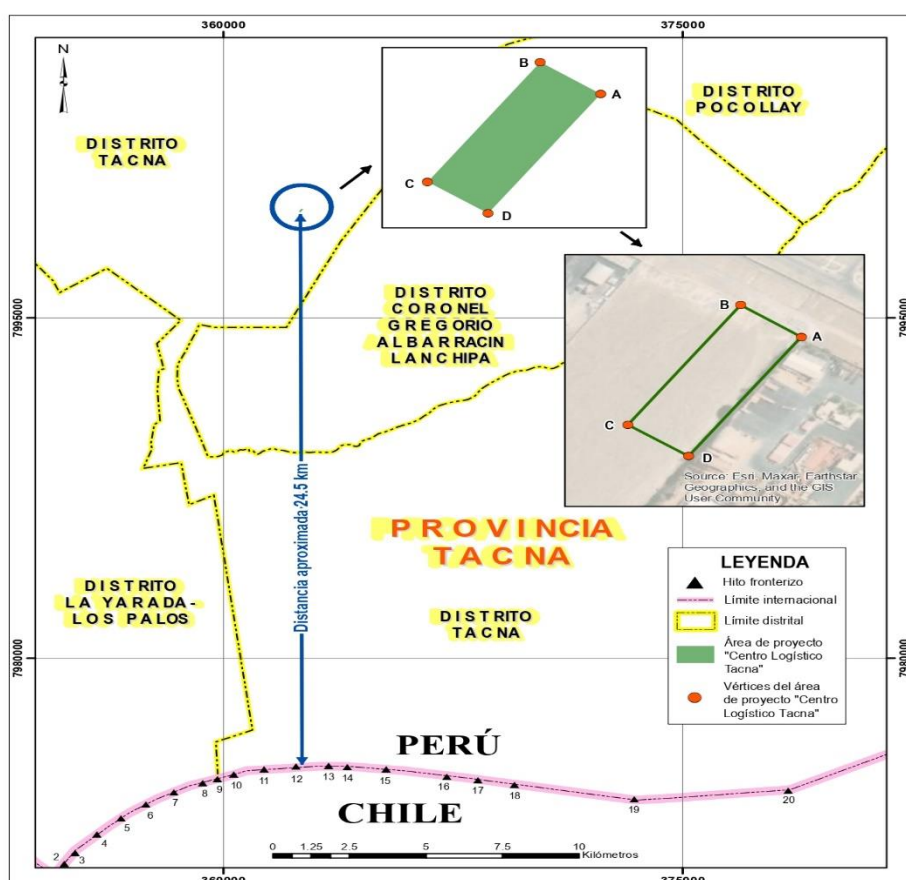 360000
375000
N
DISTRITO
TACNA
B
A
C
D
DISTRITO
POCOLLAY
7995000
7995000
DISTRITO
CORONEL
GREGORIO
ALBARRACIN
LANCHIPA
B
A
C
D
Source: Esri, Maxar, Earthstar
Geographics, and the GIS
User Community
Distancia aproximada 24.5 km
PROVINCIA
TACNA
DISTRITO
LA YARADA-
LOS PALOS
DISTRITO
TACNA
LEYENDA
Hito fronterizo
Límite internacional
Límite distrital
Área de proyecto
"Centro Logístico
Tacna"
Vértices del área
de proyecto "Centro
Logístico Tacna"
7980000
7980000
PERÚ
CHILE
2
3
4
5
6
7
8
9
10
11
12
13
14
15
16
17
18
19
20
0 1.25 2.5 5 7.5 10
Kilómetros
360000
375000